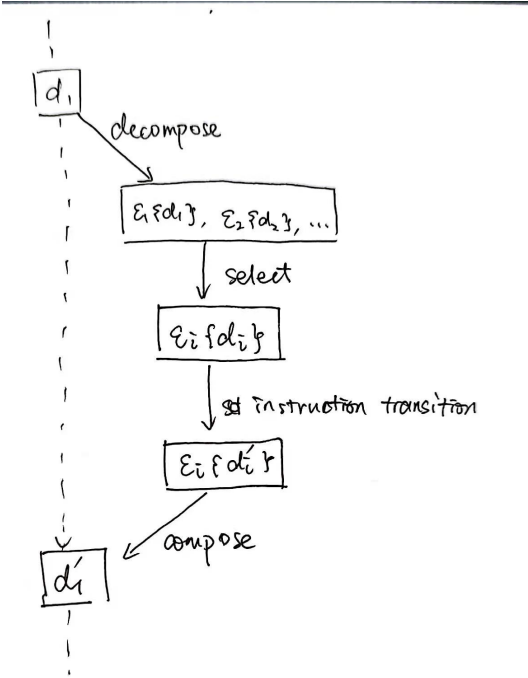 d₁
decompose
ε₁{d₁}, ε₂{d₂}, ...
select
εi{di}
instruction transition
εi{di′}
compose
d₁′